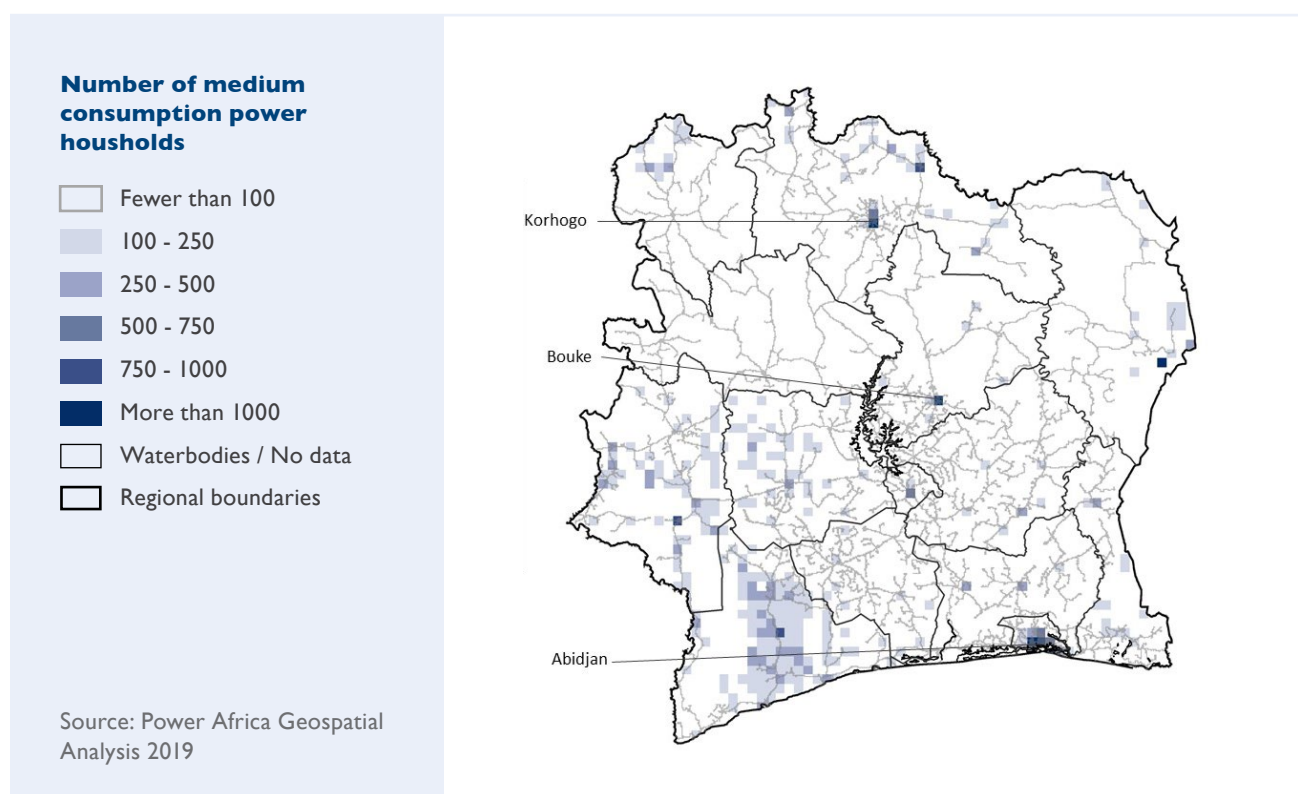 Number of medium
consumption power
housholds
Fewer than 100
100 - 250
250 - 500
500 - 750
750 - 1000
More than 1000
Waterbodies / No data
Regional boundaries
Source: Power Africa Geospatial
Analysis 2019
Korhogo
Bouke
Abidjan